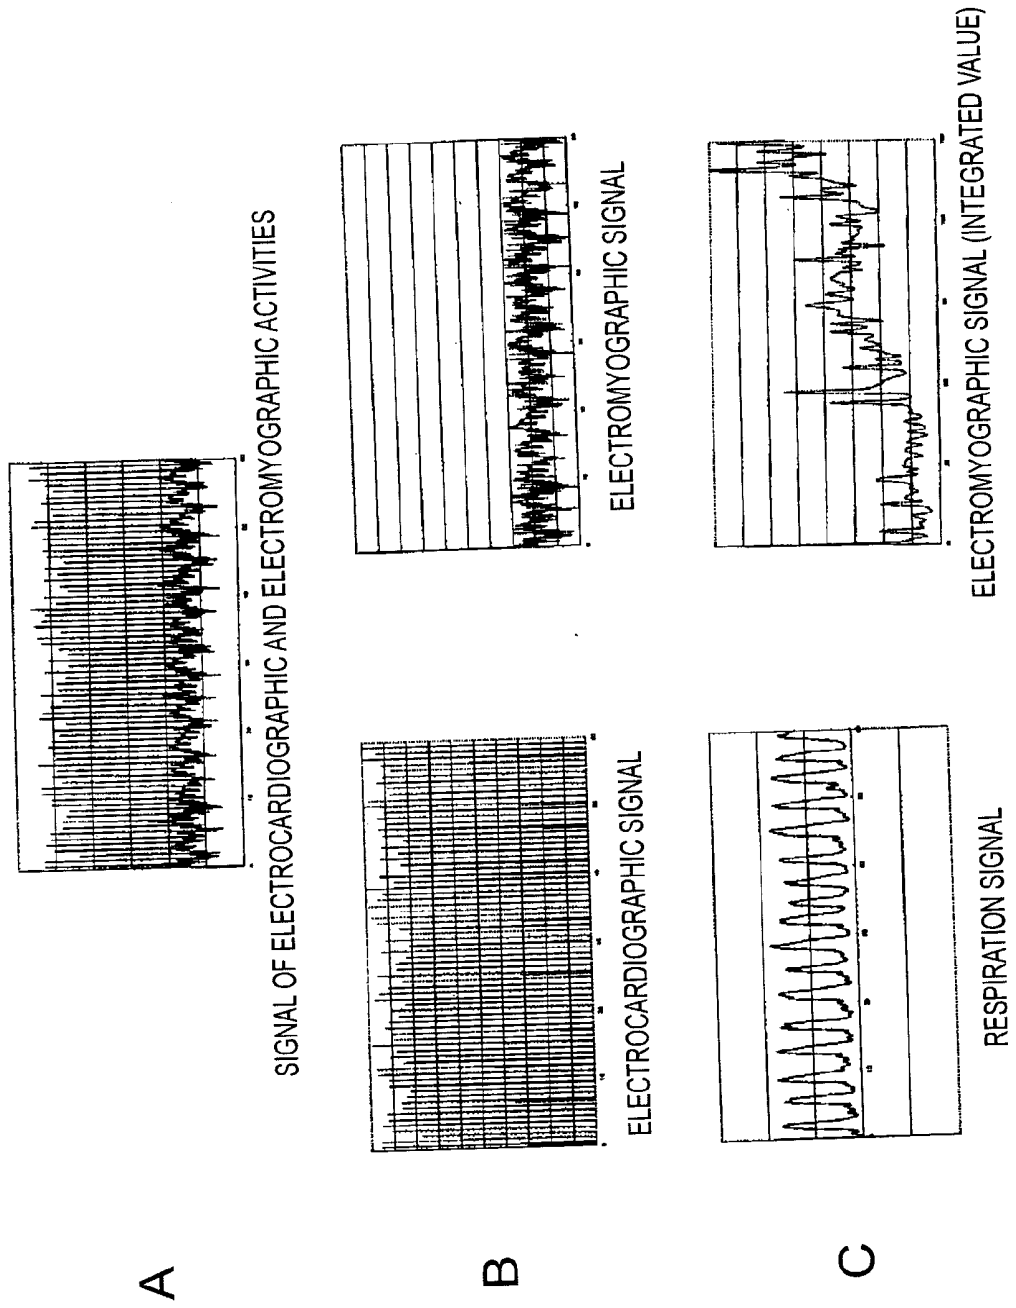 A
SIGNAL OF ELECTROCARDIOGRAPHIC AND ELECTROMYOGRAPHIC ACTIVITIES
B
ELECTROCARDIOGRAPHIC SIGNAL
ELECTROMYOGRAPHIC SIGNAL
C
RESPIRATION SIGNAL
ELECTROMYOGRAPHIC SIGNAL (INTEGRATED VALUE)